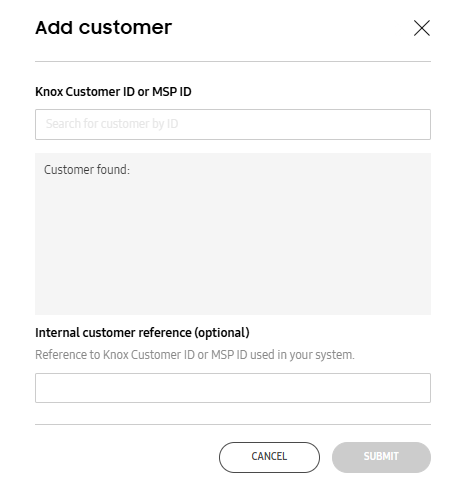 Add customer
Knox Customer ID or MSP ID
Search for customer by ID
Customer found:
Internal customer reference (optional)
Reference to Knox Customer ID or MSP ID used in your system.
CANCEL
SUBMIT